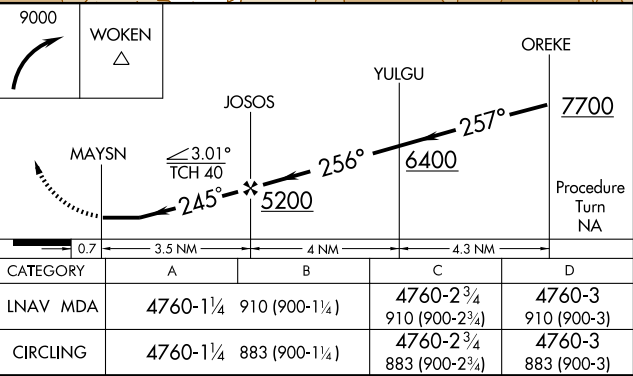 9000
WOKEN
OREKE
YULGU
JOSOS
7700
257°
MAYSN
3.01°
TCH 40
256°
6400
245°
5200
Procedure
Turn
NA
0.7 3.5 NM 4 NM 4.3 NM
CATEGORY A B C D
LNAV MDA 4760-1¼ 910 (900-1¼) 4760-2¾ 4760-3
910 (900-2¾) 910 (900-3)
CIRCLING 4760-1¼ 883 (900-1¼) 4760-2¾ 4760-3
883 (900-2¾) 883 (900-3)